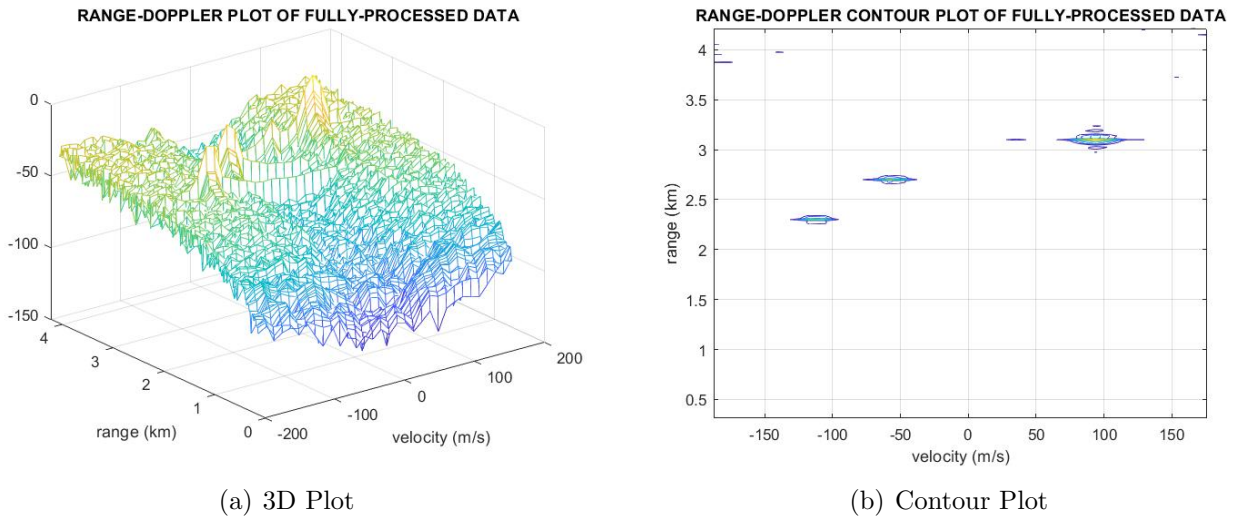 RANGE-DOPPLER PLOT OF FULLY-PROCESSED DATA
0
-50
-100
-150
4
3
2
1
0
range (km)
-200
-100
0
100
200
velocity (m/s)
(a) 3D Plot
RANGE-DOPPLER CONTOUR PLOT OF FULLY-PROCESSED DATA
4
3.5
3
2.5
2
1.5
1
0.5
range (km)
-150 -100 -50 0 50 100 150
velocity (m/s)
(b) Contour Plot